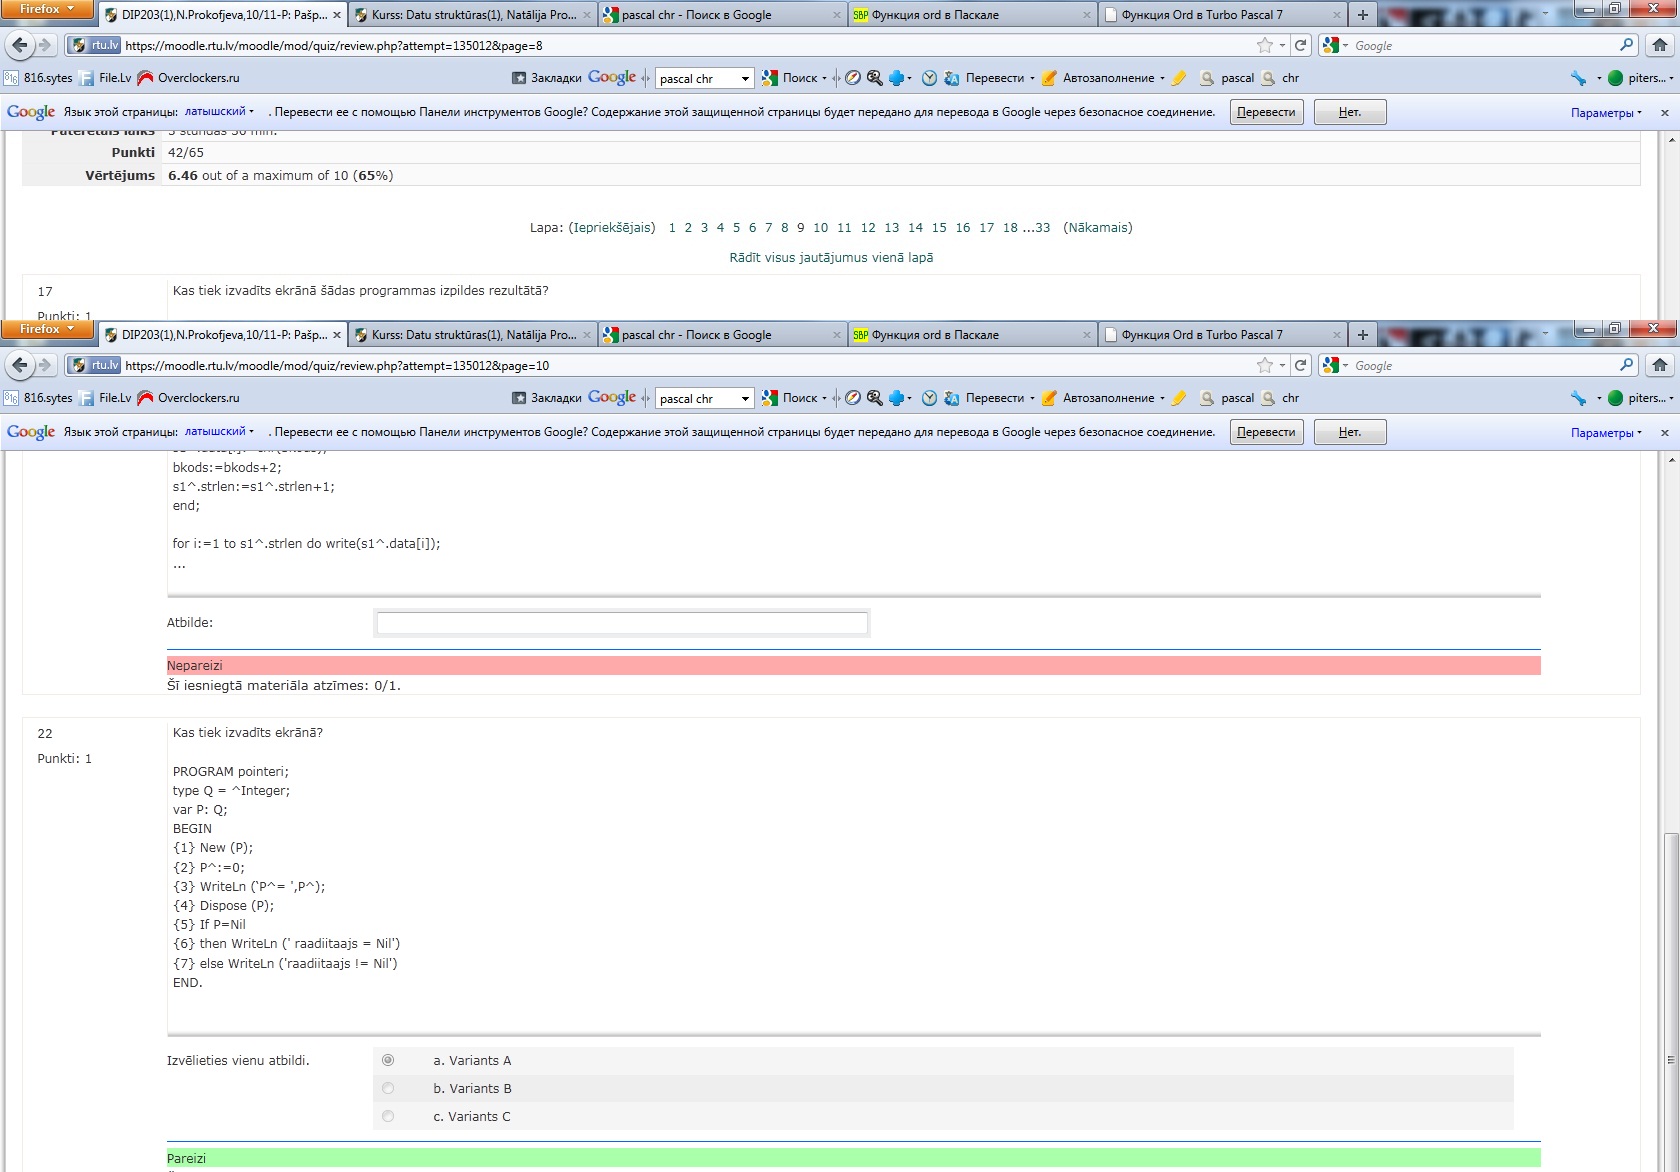 Firefox
DIP203(1),N.Prokofjeva,10/11-P: Pašp...
Kurss: Datu struktūras(1), Natālija Pro...
pascal chr - Поиск в Google
SBP Функция ord в Паскале
Функция Ord в Turbo Pascal 7
rtu.lv https://moodle.rtu.lv/moodle/mod/quiz/review.php?attempt=135012&page=8
Google
816 816.sytes File.Lv Overclockers.ru Закладки Google pascal chr Поиск Перевести Автозаполнение pascal chr piters...
Google Язык этой страницы: латышский . Перевести ее с помощью Панели инструментов Google? Содержание этой защищенной страницы будет передано для перевода в Google через безопасное соединение. Перевести Нет. Параметры
Patērētais laiks 3 stundas 30 min.
Punkti 42/65
Vērtējums 6.46 out of a maximum of 10 (65%)
Lapa: (Iepriekšējais) 1 2 3 4 5 6 7 8 9 10 11 12 13 14 15 16 17 18 ...33 (Nākamais)
Rādīt visus jautājumus vienā lapā
17 Kas tiek izvadīts ekrānā šādas programmas izpildes rezultātā?
Punkti: 1
Firefox
DIP203(1),N.Prokofjeva,10/11-P: Pašp...
Kurss: Datu struktūras(1), Natālija Pro...
pascal chr - Поиск в Google
SBP Функция ord в Паскале
Функция Ord в Turbo Pascal 7
rtu.lv https://moodle.rtu.lv/moodle/mod/quiz/review.php?attempt=135012&page=10
Google
816 816.sytes File.Lv Overclockers.ru Закладки Google pascal chr Поиск Перевести Автозаполнение pascal chr piters...
Google Язык этой страницы: латышский . Перевести ее с помощью Панели инструментов Google? Содержание этой защищенной страницы будет передано для перевода в Google через безопасное соединение. Перевести Нет. Параметры
bkods:=bkods+2;
s1^.strlen:=s1^.strlen+1;
end;
for i:=1 to s1^.strlen do write(s1^.data[i]);
...
Atbilde:
Nepareizi
Šī iesniegtā materiāla atzīmes: 0/1.
22 Kas tiek izvadīts ekrānā?
Punkti: 1
PROGRAM pointeri;
type Q = ^Integer;
var P: Q;
BEGIN
{1} New (P);
{2} P^:=0;
{3} WriteLn ('P^= ',P^);
{4} Dispose (P);
{5} If P=Nil
{6} then WriteLn (' raadiitaajs = Nil')
{7} else WriteLn ('raadiitaajs != Nil')
END.
Izvēlieties vienu atbildi.
a. Variants A
b. Variants B
c. Variants C
Pareizi